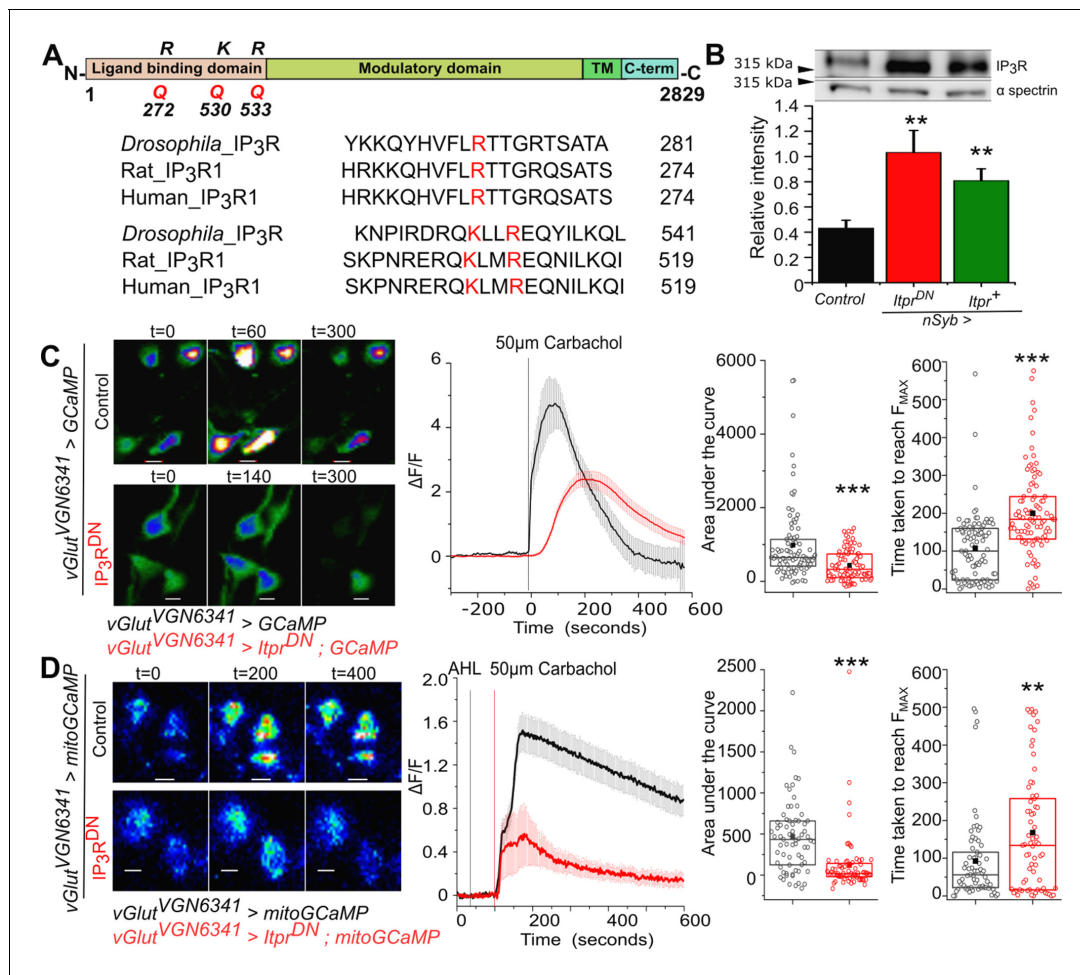 A
R K R
N- Ligand binding domain Modulatory domain TM C-term -C
1 Q Q Q 2829
272 530 533
Drosophila_IP3R YKKQYHVFLRTTGRTSATA 281
Rat_IP3R1 HRKKQHVFLRTTGRQSATS 274
Human_IP3R1 HRKKQHVFLRTTGRQSATS 274
Drosophila_IP3R KNPIRDRQKLLREQYILKQL 541
Rat_IP3R1 SKPNRERQKLMREQNILKQI 519
Human_IP3R1 SKPNRERQKLMREQNILKQI 519
B
315 kDa IP3R
315 kDa α spectrin
Relative intensity
1.4
1.2
1.0
0.8
0.6
0.4
0.2
0.0
** **
Control ItprDN Itpr+
nSyb >
C
vGlutVGN6341 > GCaMP
Control
t=0 t=60 t=300
IP3RDN
t=0 t=140 t=300
vGlutVGN6341 > GCaMP
vGlutVGN6341 > ItprDN ; GCaMP
50μm Carbachol
ΔF/F
6
4
2
0
-200 0 200 400 600
Time (seconds)
Area under the curve
6000
4000
2000
0
***
Time taken to reach FMAX
600
500
400
300
200
100
0
***
D
vGlutVGN6341 > mitoGCaMP
Control
t=0 t=200 t=400
IP3RDN
vGlutVGN6341 > mitoGCaMP
vGlutVGN6341 > ItprDN ; mitoGCaMP
AHL 50μm Carbachol
ΔF/F
2.0
1.6
1.2
0.8
0.4
0.0
0 200 400 600
Time (seconds)
Area under the curve
2500
2000
1500
1000
500
0
***
Time taken to reach FMAX
600
500
400
300
200
100
0
**